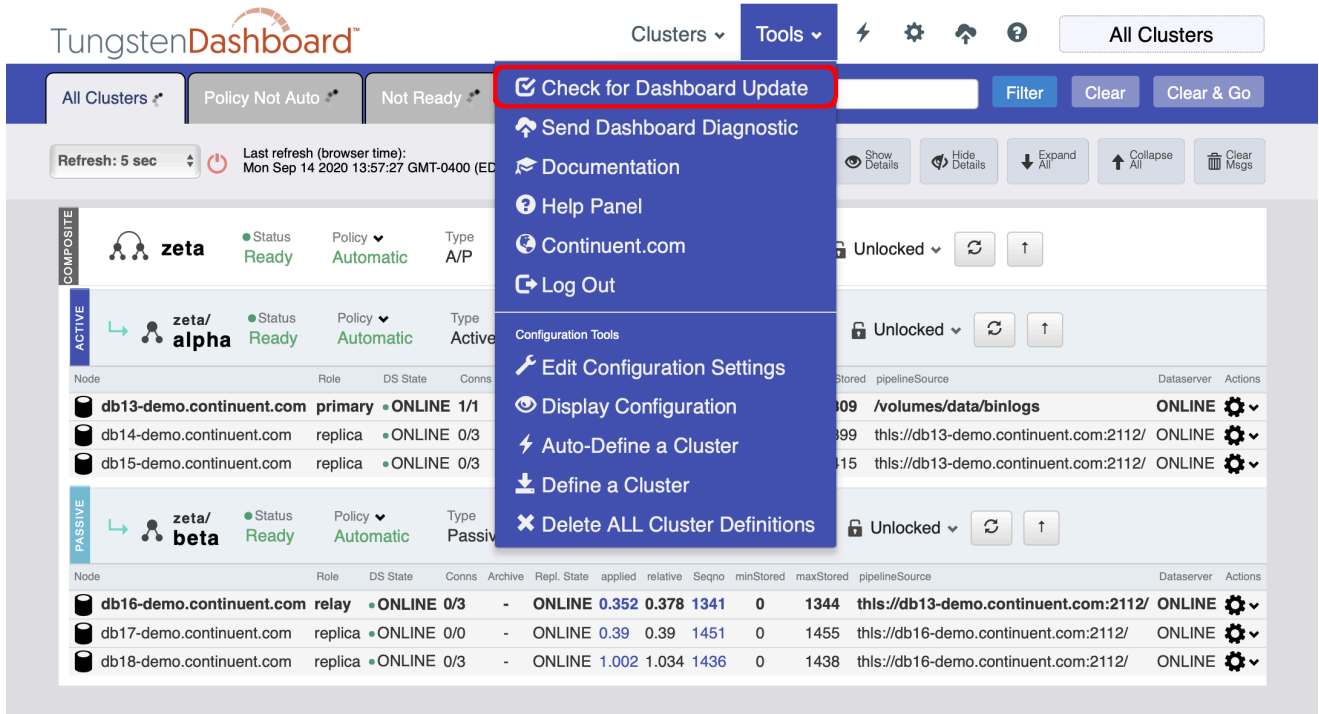 TungstenDashboard™
Clusters Tools All Clusters
All Clusters Policy Not Auto Not Ready Filter Clear Clear & Go
Check for Dashboard Update
Send Dashboard Diagnostic
Documentation
Help Panel
Continuent.com
Log Out
Configuration Tools
Edit Configuration Settings
Display Configuration
Auto-Define a Cluster
Define a Cluster
Delete ALL Cluster Definitions
Refresh: 5 sec
Last refresh (browser time):
Mon Sep 14 2020 13:57:27 GMT-0400 (ED
Show Details Hide Details Expand All Collapse All Clear Msgs
COMPOSITE
zeta
Status Policy Type
Ready Automatic A/P
Unlocked
ACTIVE
zeta/
alpha
Status Policy Type
Ready Automatic Active
Unlocked
Node Role DS State Conns Stored pipelineSource Dataserver Actions
db13-demo.continuent.com primary ONLINE 1/1 309 /volumes/data/binlogs ONLINE
db14-demo.continuent.com replica ONLINE 0/3 399 thls://db13-demo.continuent.com:2112/ ONLINE
db15-demo.continuent.com replica ONLINE 0/3 415 thls://db13-demo.continuent.com:2112/ ONLINE
PASSIVE
zeta/
beta
Status Policy Type
Ready Automatic Passiv
Unlocked
Node Role DS State Conns Archive Repl. State applied relative Seqno minStored maxStored pipelineSource Dataserver Actions
db16-demo.continuent.com relay ONLINE 0/3 - ONLINE 0.352 0.378 1341 0 1344 thls://db13-demo.continuent.com:2112/ ONLINE
db17-demo.continuent.com replica ONLINE 0/0 - ONLINE 0.39 0.39 1451 0 1455 thls://db16-demo.continuent.com:2112/ ONLINE
db18-demo.continuent.com replica ONLINE 0/3 - ONLINE 1.002 1.034 1436 0 1438 thls://db16-demo.continuent.com:2112/ ONLINE